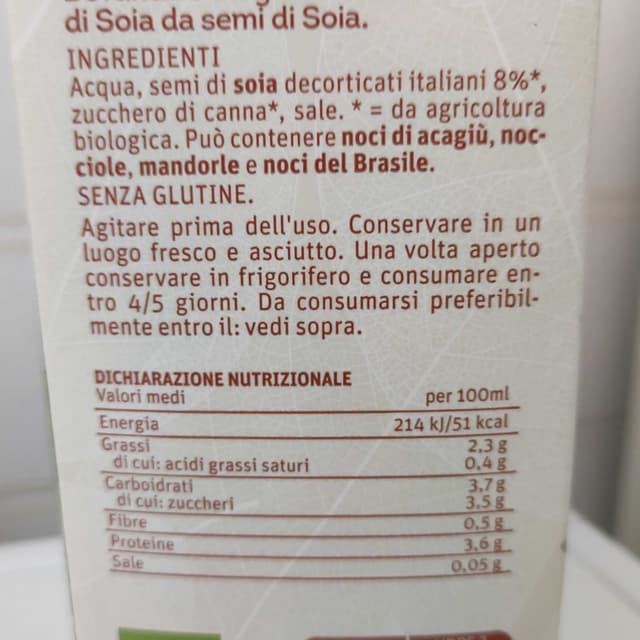 di Soia da semi di Soia.
INGREDIENTI
Acqua, semi di soia decorticati italiani 8%*,
zucchero di canna*, sale. * = da agricoltura
biologica. Può contenere noci di acagiù, noc-
ciole, mandorle e noci del Brasile.
SENZA GLUTINE.
Agitare prima dell'uso. Conservare in un
luogo fresco e asciutto. Una volta aperto
conservare in frigorifero e consumare en-
tro 4/5 giorni. Da consumarsi preferibil-
mente entro il: vedi sopra.
DICHIARAZIONE NUTRIZIONALE
Valori medi per 100ml
Energia 214 kJ/51 kcal
Grassi 2,3 g
di cui: acidi grassi saturi 0,4 g
Carboidrati 3,7 g
di cui: zuccheri 3,5 g
Fibre 0,5 g
Proteine 3,6 g
Sale 0,05 g